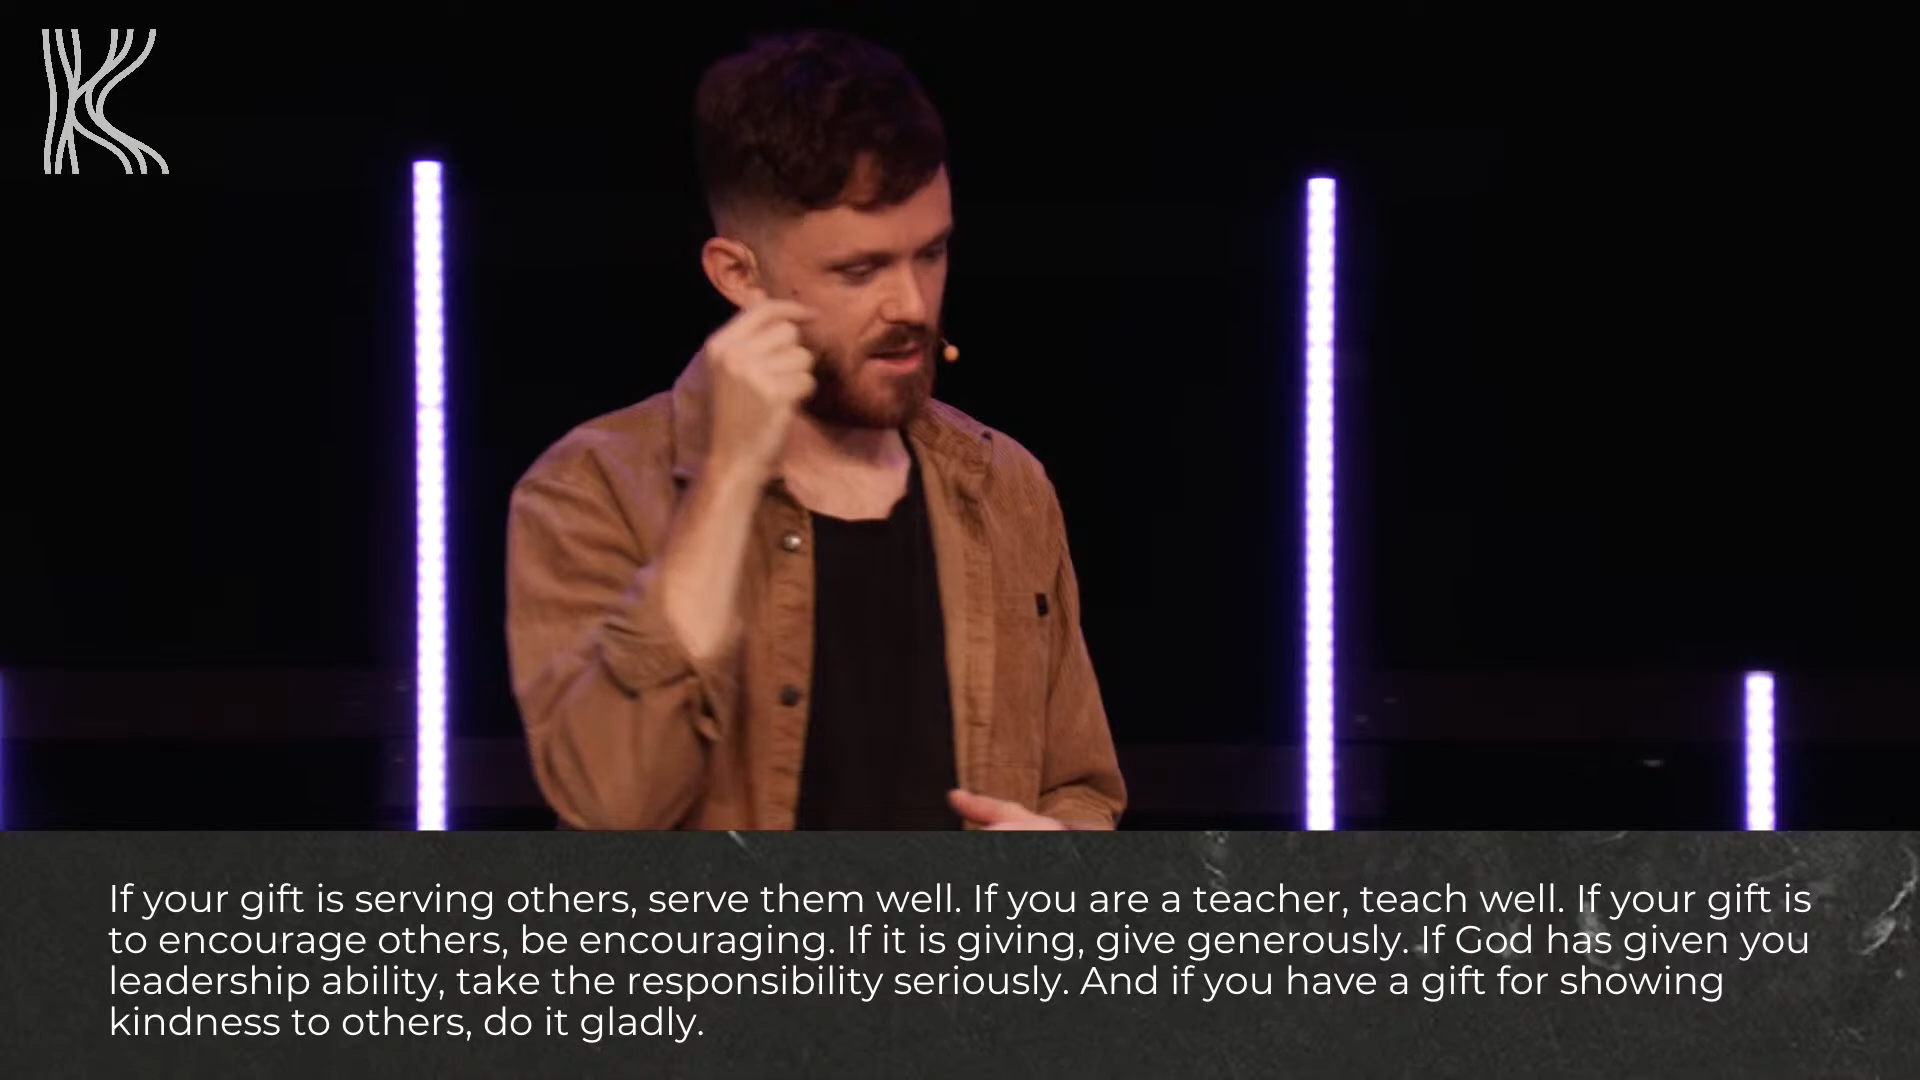 K
If your gift is serving others, serve them well. If you are a teacher, teach well. If your gift is
to encourage others, be encouraging. If it is giving, give generously. If God has given you
leadership ability, take the responsibility seriously. And if you have a gift for showing
kindness to others, do it gladly.